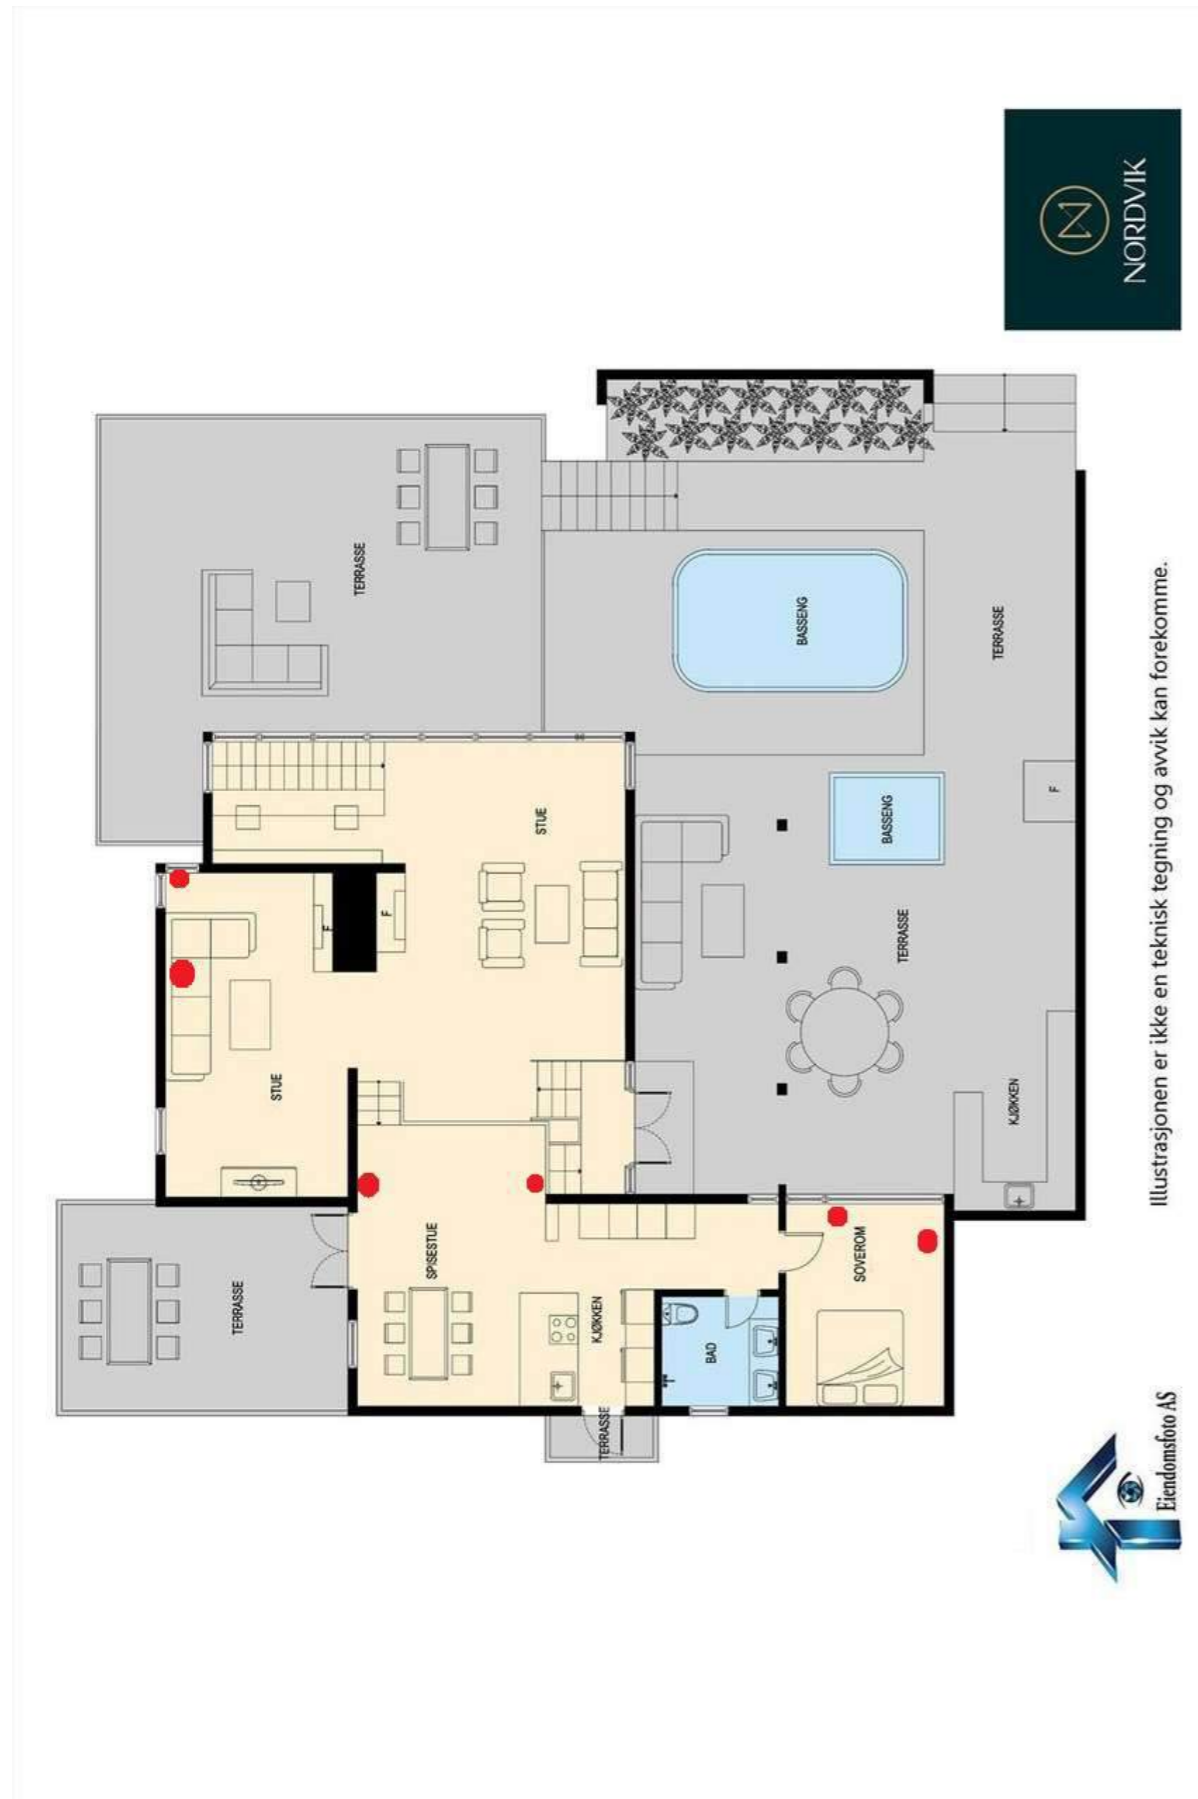 NORDVIK
TERRASSE
BASSENG
TERRASSE
STUE
BASSENG
F
F
F
TERRASSE
STUE
KJØKKEN
SPISESTUE
SOVEROM
TERRASSE
KJØKKEN
BAD
TERRASSE
Illustrasjonen er ikke en teknisk tegning og avvik kan forekomme.
Eiendomsfoto AS